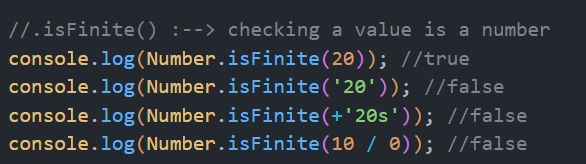 //.isFinite() :--> checking a value is a number
console.log(Number.isFinite(20)); //true
console.log(Number.isFinite('20')); //false
console.log(Number.isFinite(+'20s')); //false
console.log(Number.isFinite(10 / 0)); //false